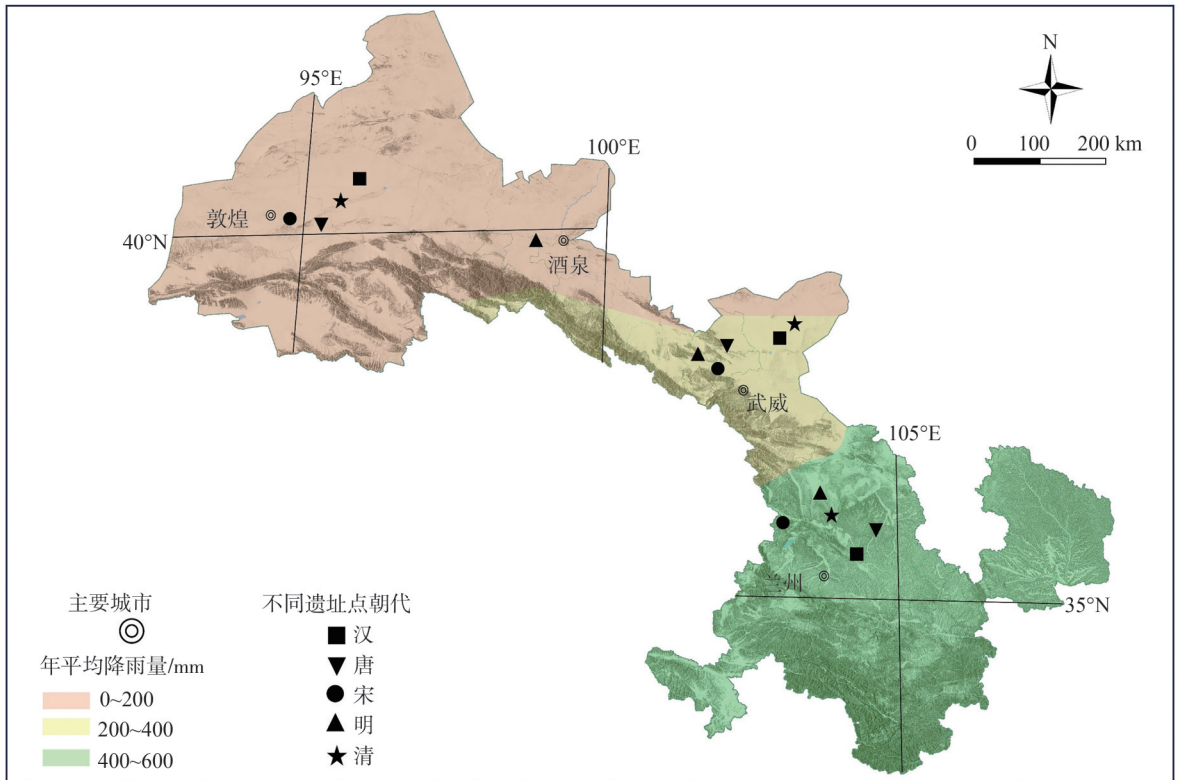 N
0 100 200 km
95°E
100°E
敦煌
40°N
酒泉
武威
105°E
兰州
35°N
主要城市
年平均降雨量/mm
0~200
200~400
400~600
不同遗址点朝代
汉
唐
宋
明
清